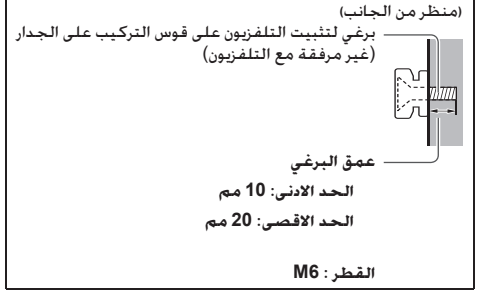 (منظر من الجانب)
برغي لتثبيت التلفزيون على قوس التركيب على الجدار
(غير مرفقة مع التلفزيون)
عمق البرغي
الحد الادنى: 10 مم
الحد الاقصى: 20 مم
القطر : M6